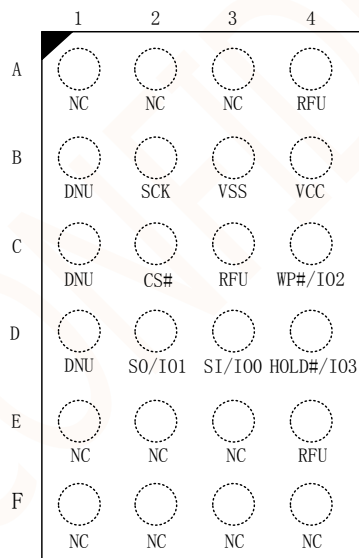 1 2 3 4
A
NC NC NC RFU
B
DNU SCK VSS VCC
C
DNU CS# RFU WP#/IO2
D
DNU SO/IO1 SI/IO0 HOLD#/IO3
E
NC NC NC RFU
F
NC NC NC NC